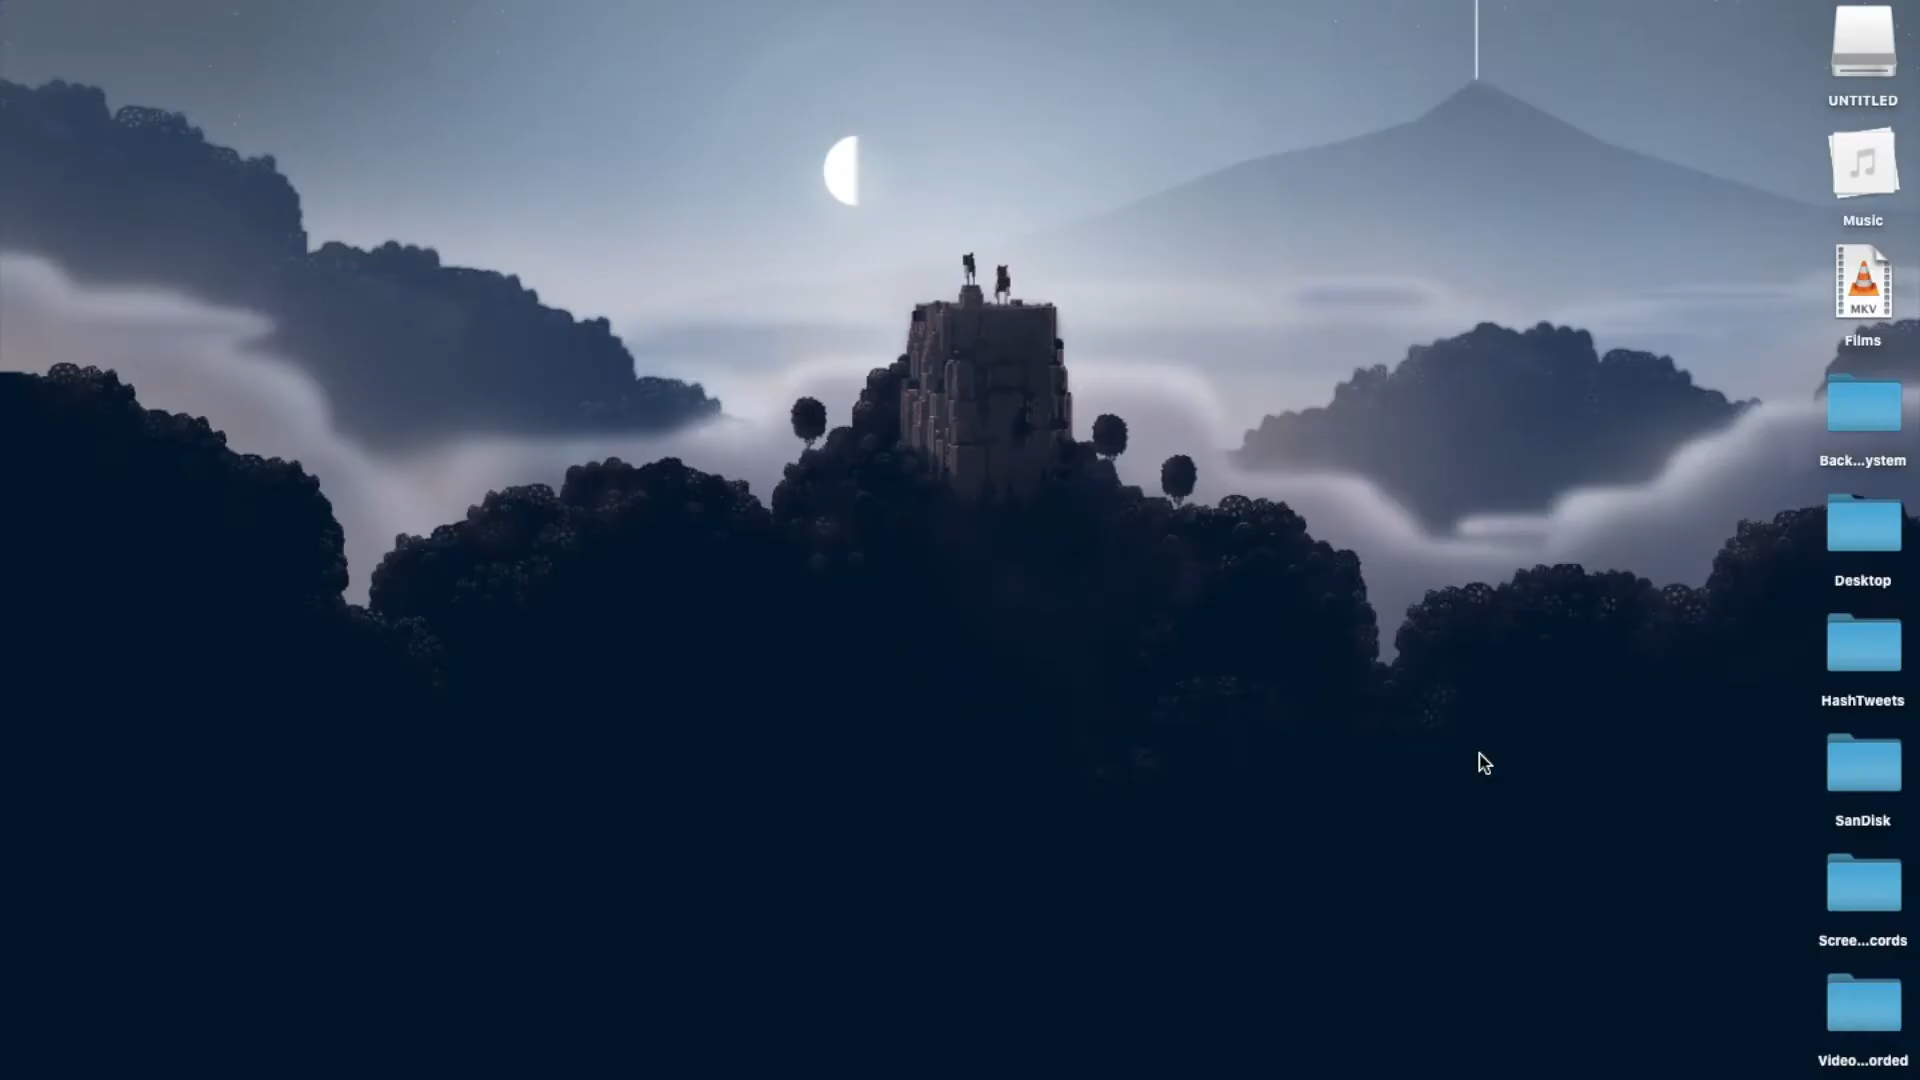 UNTITLED
Music
MKV
Films
Back...ystem
Desktop
HashTweets
SanDisk
Scree...cords
Video...orded